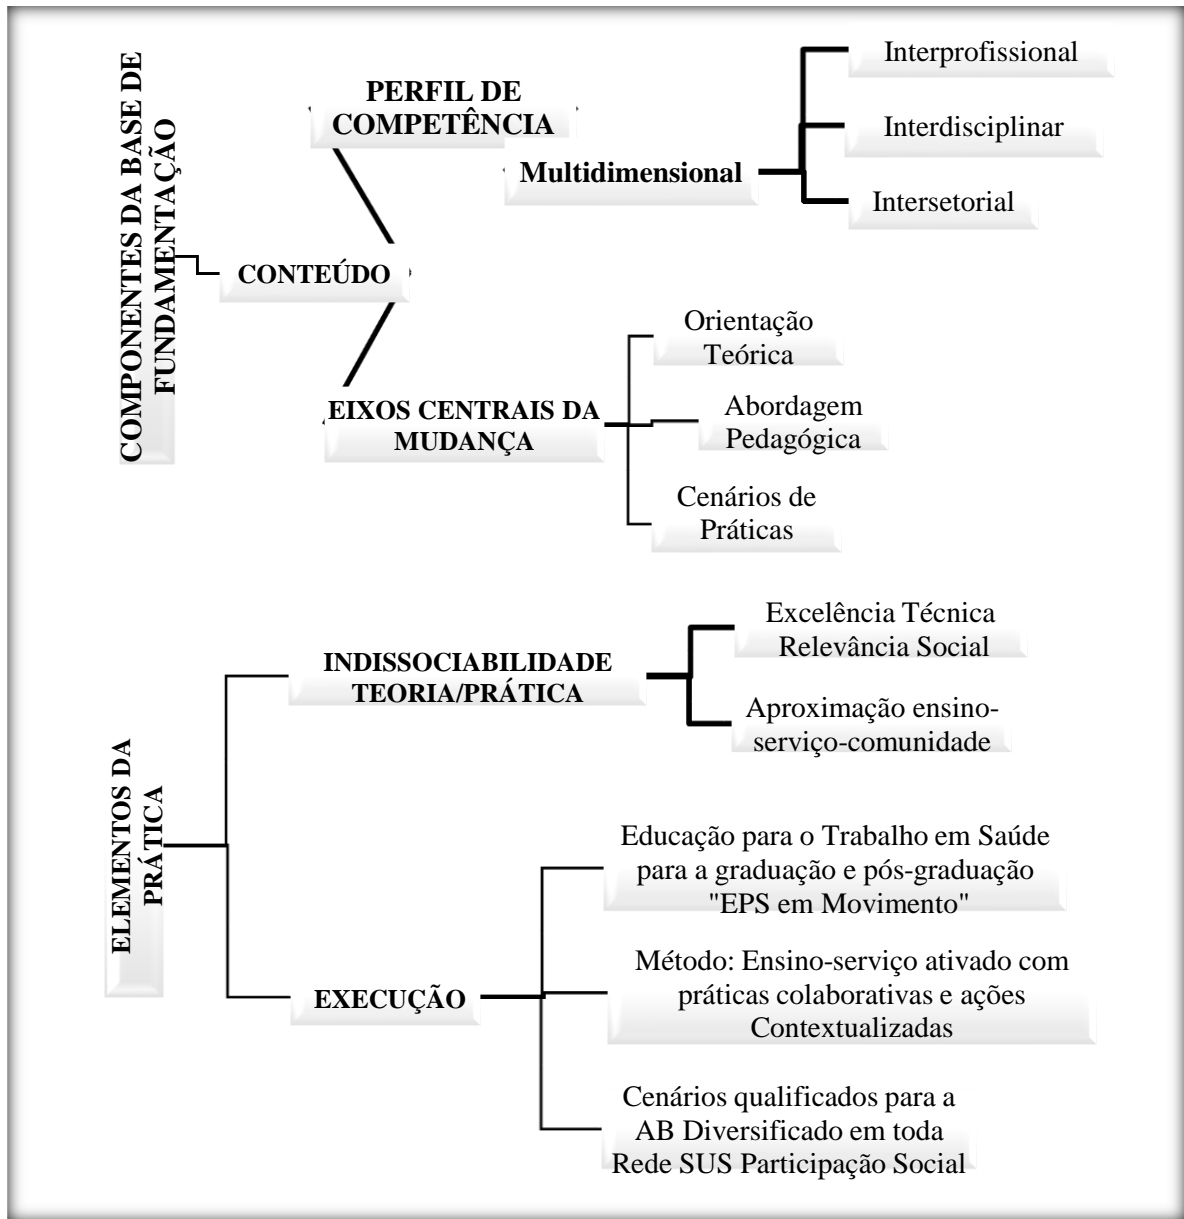 COMPONENTES DA BASE DE
FUNDAMENTAÇÃO
CONTEÚDO
PERFIL DE
COMPETÊNCIA
Multidimensional
Interprofissional
Interdisciplinar
Intersetorial
EIXOS CENTRAIS DA
MUDANÇA
Orientação
Teórica
Abordagem
Pedagógica
Cenários de
Práticas
ELEMENTOS DA
PRÁTICA
INDISSOCIABILIDADE
TEORIA/PRÁTICA
Excelência Técnica
Relevância Social
Aproximação ensino-
serviço-comunidade
EXECUÇÃO
Educação para o Trabalho em Saúde
para a graduação e pós-graduação
"EPS em Movimento"
Método: Ensino-serviço ativado com
práticas colaborativas e ações
Contextualizadas
Cenários qualificados para a
AB Diversificado em toda
Rede SUS Participação Social